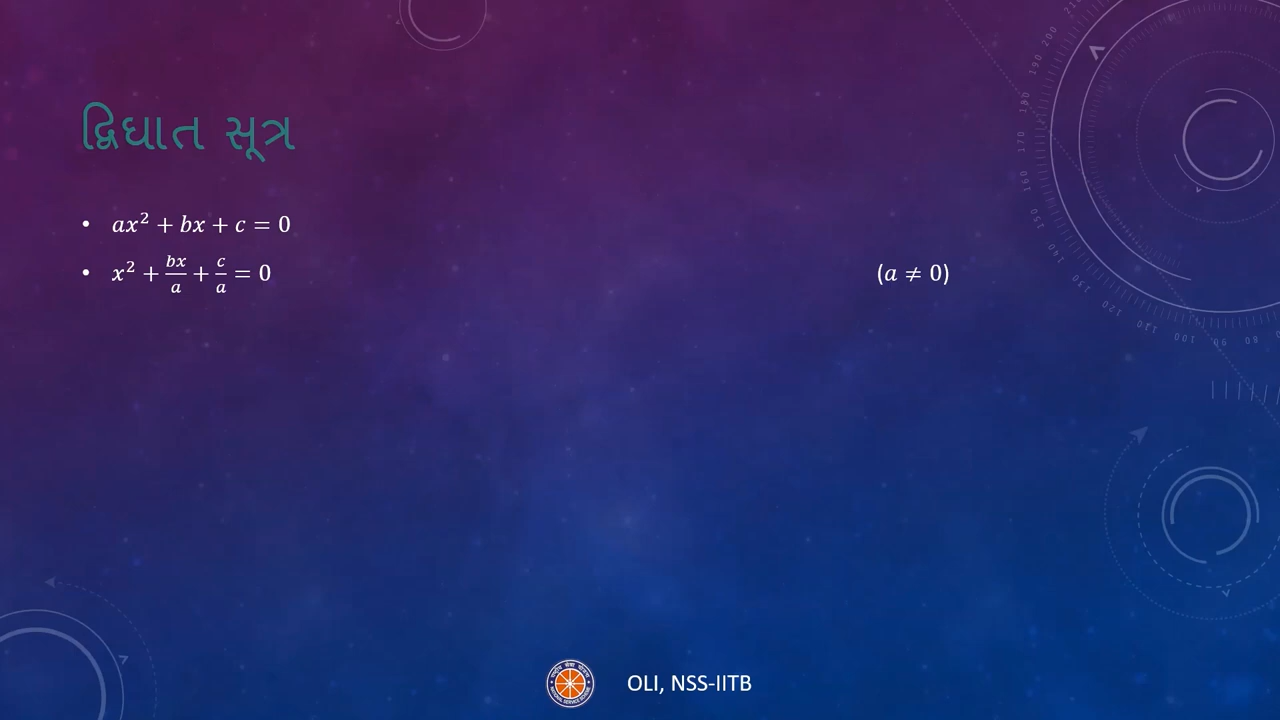 દ્વિઘાત સૂત્ર
• ax² + bx + c = 0
• x² + bx/a + c/a = 0 (a ≠ 0)
OLI, NSS-IITB